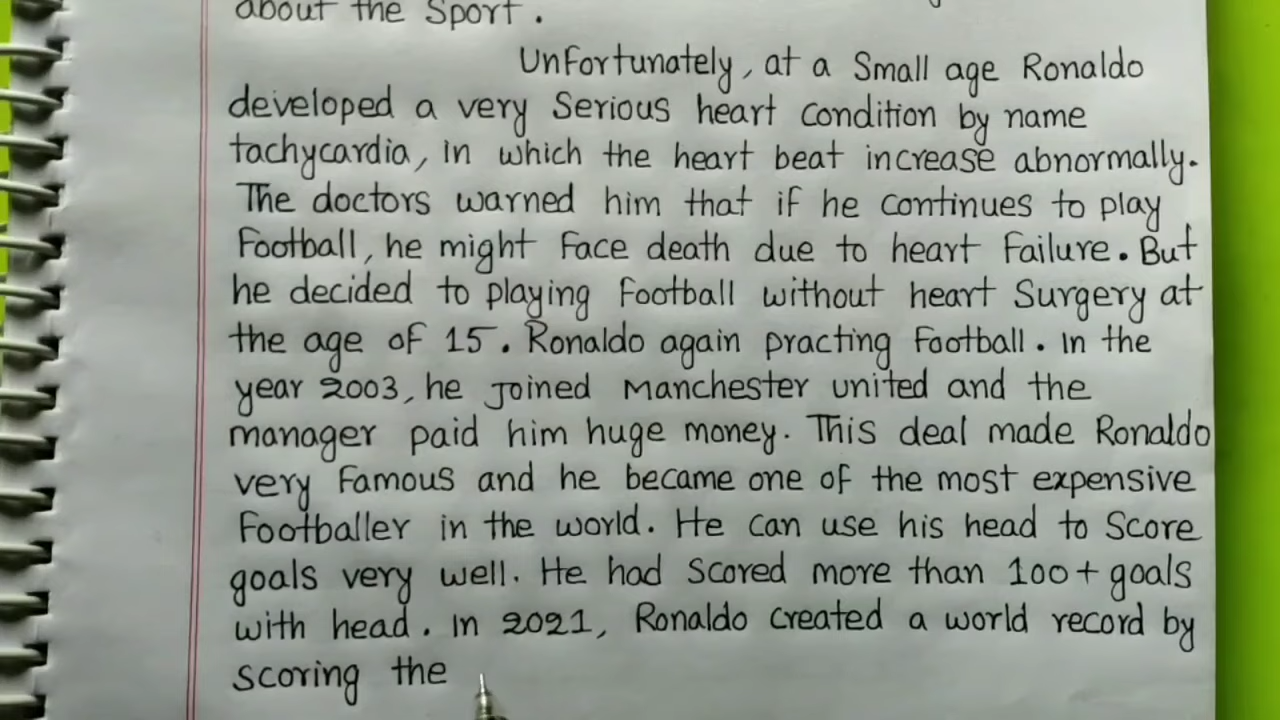 about the Sport.
Unfortunately, at a Small age Ronaldo
developed a very Serious heart Condition by name
tachycardia, in which the heart beat increase abnormally.
The doctors warned him that if he continues to play
Football, he might Face death due to heart Failure. But
he decided to playing Football without heart Surgery at
the age of 15. Ronaldo again practing Football. In the
year 2003, he joined Manchester united and the
manager paid him huge money. This deal made Ronaldo
very Famous and he became one of the most expensive
Footballer in the world. He can use his head to Score
goals very well. He had Scored more than 100+ goals
with head. In 2021, Ronaldo created a world record by
scoring the